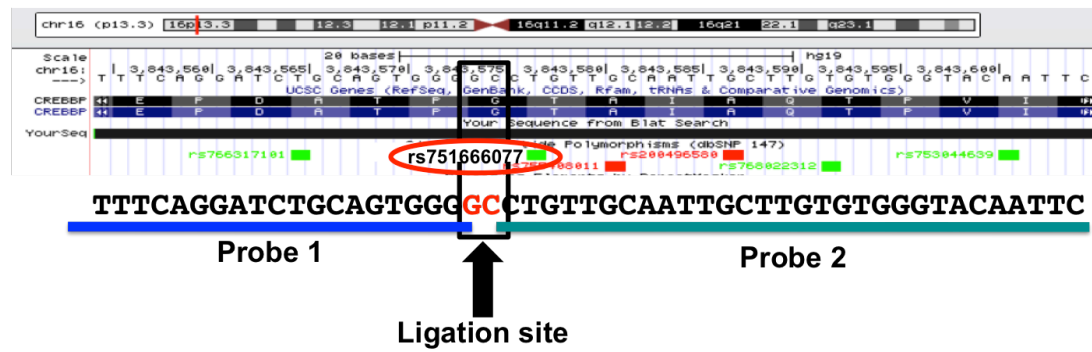 chr16 (p13.3) 16p13.3 12.3 12.1 p11.2 16q11.2 q12.1 12.2 16q21 22.1 q23.1
Scale 20 bases hg19
chr16: 3,843,560 3,843,565 3,843,570 3,843,575 3,843,580 3,843,585 3,843,590 3,843,595 3,843,600
---> T T T C A G G A T C T G C A G T G G G G C C T G T T G C A A T T G C T T G T G T G G G T A C A A T T C
UCSC Genes (RefSeq, GenBank, CCDS, Rfam, tRNAs & Comparative Genomics)
CREBBP E P D A T P G T A I A Q T P V I
CREBBP E P D A T P G T A I A Q T P V I
Your Sequence from Blat Search
YourSeq
Polymorphisms (dbSNP 147)
rs766317101 rs751666077 rs200496580 rs753044639
rs768022312
TTTCAGGATCTGCAGTGGGGCCTGTTGCAATTGCTTGTGTGGGTACAATTC
Probe 1 Probe 2
Ligation site